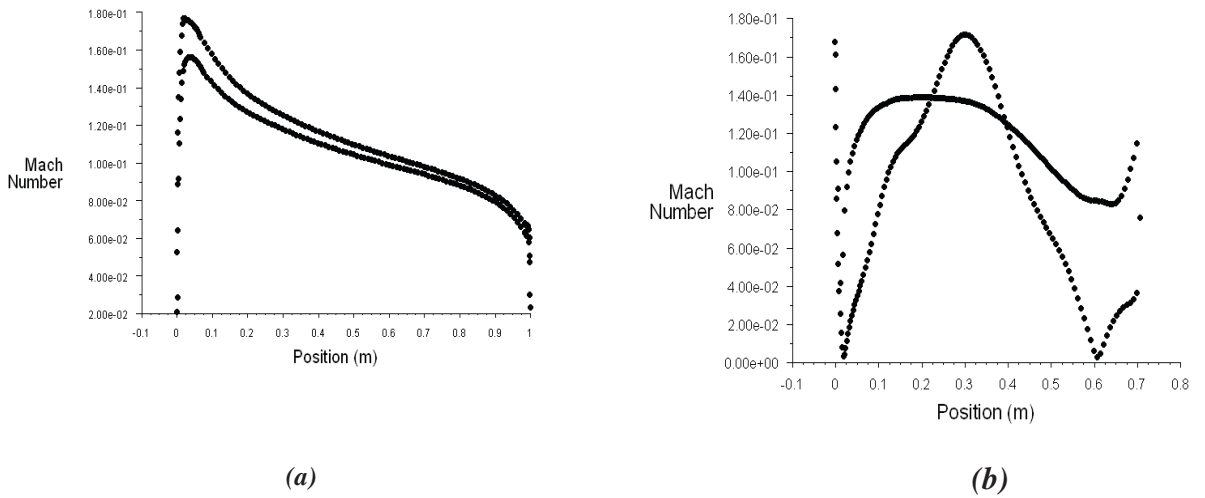 1.80e-01
1.60e-01
1.40e-01
1.20e-01
1.00e-01
8.00e-02
6.00e-02
4.00e-02
2.00e-02
Mach
Number
-0.1 0 0.1 0.2 0.3 0.4 0.5 0.6 0.7 0.8 0.9 1
Position (m)
(a)
1.80e-01
1.60e-01
1.40e-01
1.20e-01
1.00e-01
8.00e-02
6.00e-02
4.00e-02
2.00e-02
0.00e+00
Mach
Number
-0.1 0 0.1 0.2 0.3 0.4 0.5 0.6 0.7 0.8
Position (m)
(b)